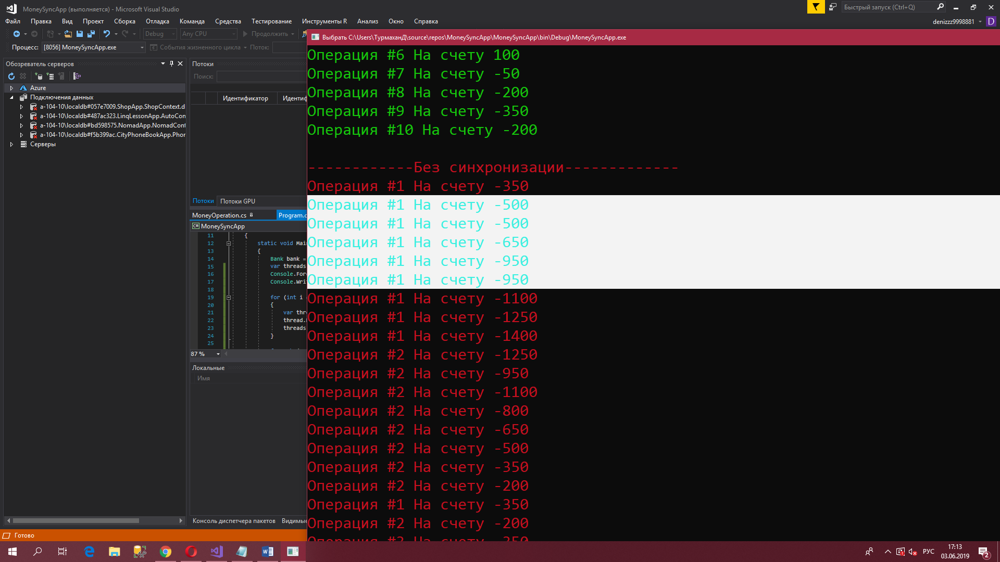 MoneySyncApp (выполняется) - Microsoft Visual Studio
Быстрый запуск (Ctrl+Q)
Файл Правка Вид Проект Сборка Отладка Команда Средства Тестирование Инструменты R Анализ Окно Справка
denizzz9998881 D
Debug Any CPU Продолжить
Процесс: [8056] MoneySyncApp.exe События жизненного цикла Поток:
Обозреватель серверов
Azure
Подключения данных
a-104-10\localdb#057e7009.ShopApp.ShopContext.d
a-104-10\localdb#487ac323.LinqLessonApp.AutoCon
a-104-10\localdb#bd598575.NomadApp.NomadCont
a-104-10\localdb#f5b399ac.CityPhoneBookApp.Phor
Серверы
Потоки
Поиск:
Идентификатор Идентиф
Потоки Потоки GPU
MoneyOperation.cs Program.c
C# MoneySyncApp
11 {
12 static void Mai
13 {
14 Bank bank =
15 var threads
16 Console.For
17 Console.Wri
18
19 for (int i
20 {
21 var thr
22 thread.
23 threads
24 }
25
87 %
Локальные
Имя
Консоль диспетчера пакетов Видимые
Готово
Выбрать C:\Users\ТурмаханД\source\repos\MoneySyncApp\MoneySyncApp\bin\Debug\MoneySyncApp.exe
Операция #6 На счету 100
Операция #7 На счету -50
Операция #8 На счету -200
Операция #9 На счету -350
Операция #10 На счету -200
------------Без синхронизации-------------
Операция #1 На счету -350
Операция #1 На счету -500
Операция #1 На счету -500
Операция #1 На счету -650
Операция #1 На счету -950
Операция #1 На счету -950
Операция #1 На счету -1100
Операция #1 На счету -1250
Операция #1 На счету -1400
Операция #2 На счету -1250
Операция #2 На счету -950
Операция #2 На счету -1100
Операция #2 На счету -800
Операция #2 На счету -650
Операция #2 На счету -500
Операция #2 На счету -350
Операция #2 На счету -200
Операция #1 На счету -350
Операция #2 На счету -200
РУС
17:13
03.06.2019
2